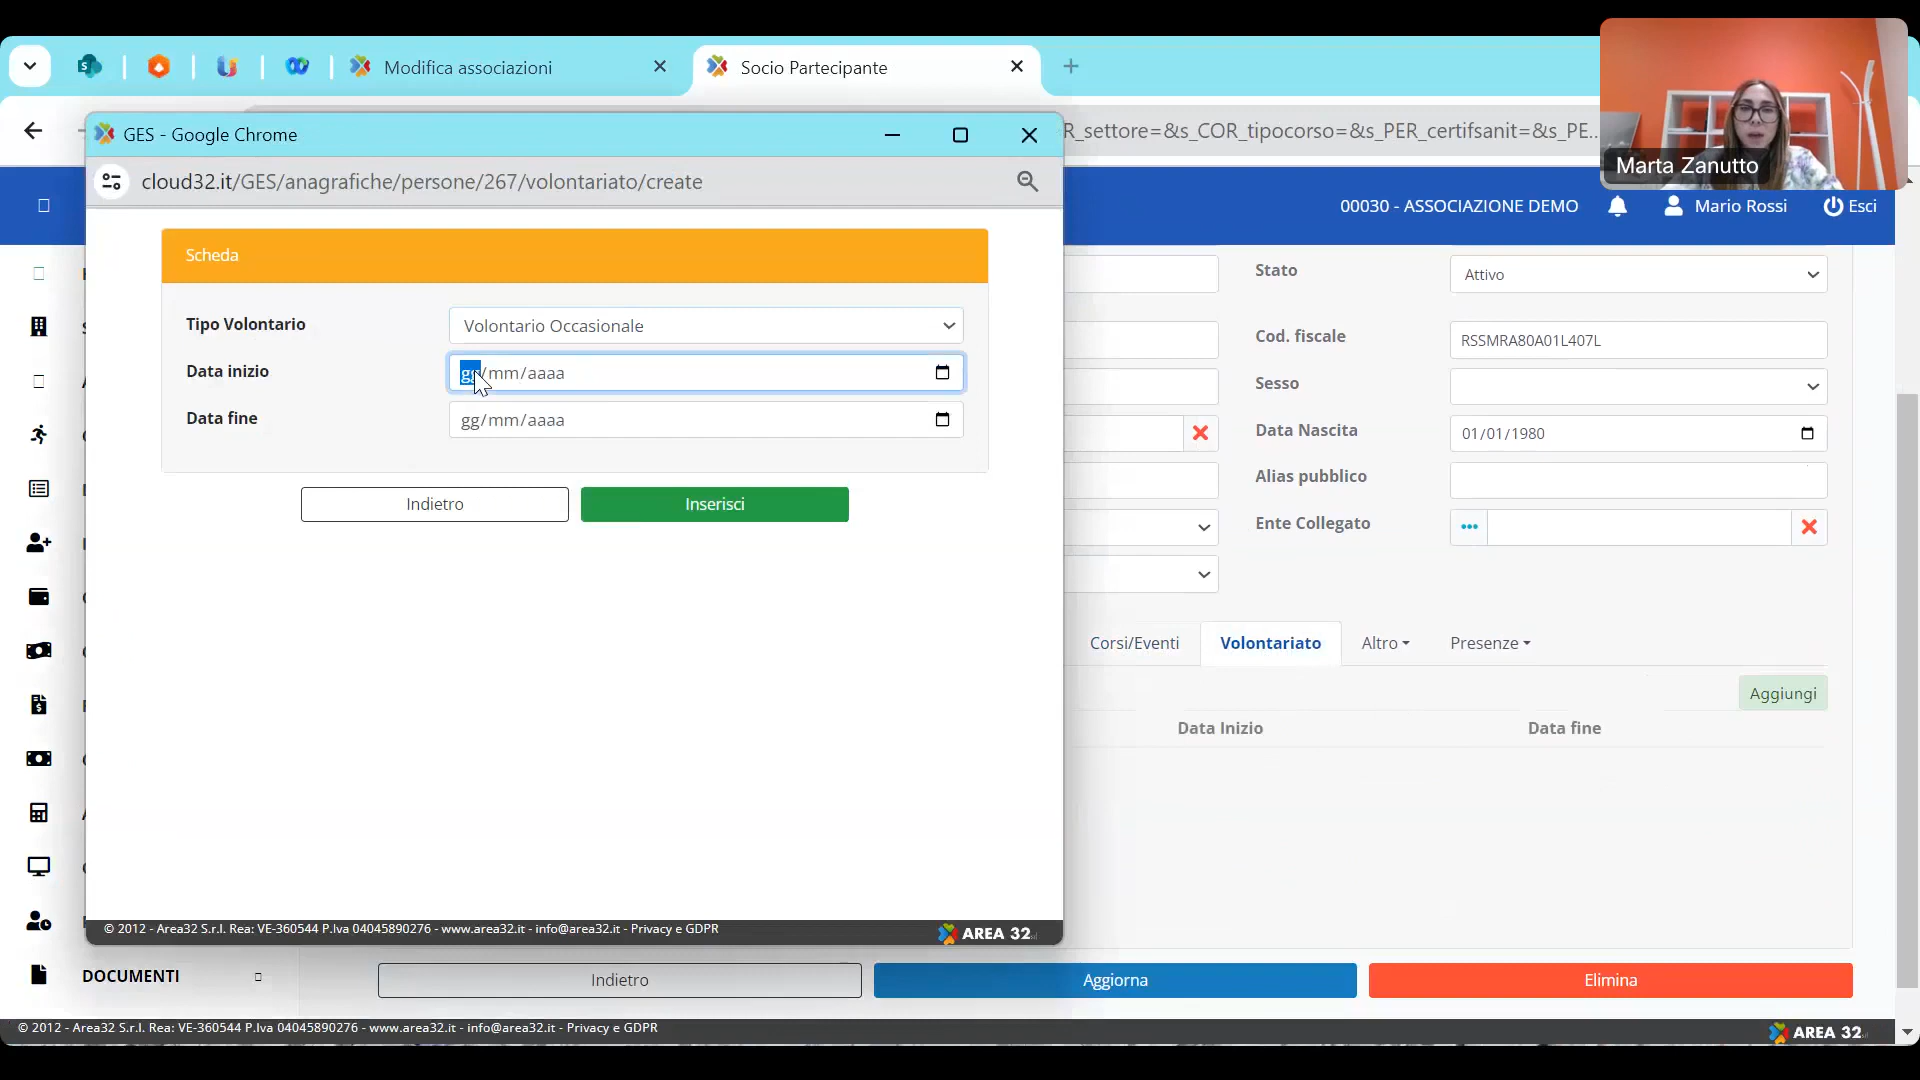 Modifica associazioni
Socio Partecipante
GES - Google Chrome
R_settore=&s_COR_tipocorso=&s_PER_certifsanit=&s_PE...
Marta Zanutto
cloud32.it/GES/anagrafiche/persone/267/volontariato/create
00030 - ASSOCIAZIONE DEMO
Mario Rossi
Esci
Scheda
Tipo Volontario
Volontario Occasionale
Data inizio
gg/mm/aaaa
Data fine
gg/mm/aaaa
Indietro
Inserisci
Stato
Attivo
Cod. fiscale
RSSMRA80A01L407L
Sesso
Data Nascita
01/01/1980
Alias pubblico
Ente Collegato
Corsi/Eventi
Volontariato
Altro
Presenze
Aggiungi
Data Inizio
Data fine
© 2012 - Area32 S.r.l. Rea: VE-360544 P.Iva 04045890276 - www.area32.it - info@area32.it - Privacy e GDPR
AREA 32
DOCUMENTI
Indietro
Aggiorna
Elimina
© 2012 - Area32 S.r.l. Rea: VE-360544 P.Iva 04045890276 - www.area32.it - info@area32.it - Privacy e GDPR
AREA 32